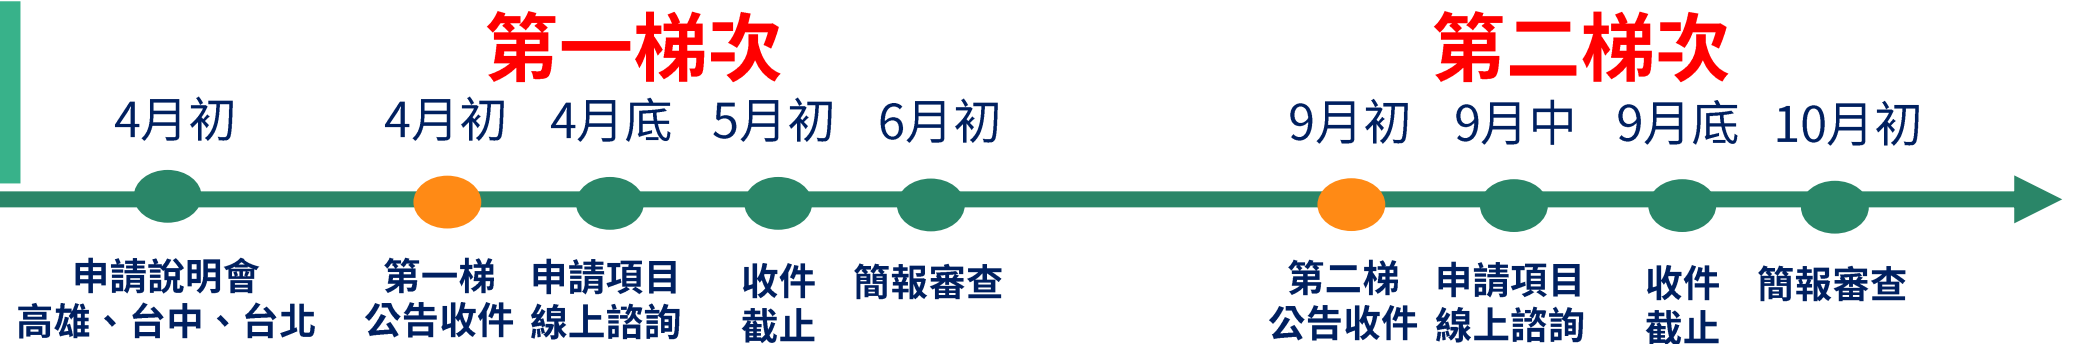 第一梯次
第二梯次
4月初
4月初
4月底
5月初
6月初
9月初
9月中
9月底
10月初
申請說明會
高雄、台中、台北
第一梯
公告收件
申請項目
線上諮詢
收件
截止
簡報審查
第二梯
公告收件
申請項目
線上諮詢
收件
截止
簡報審查